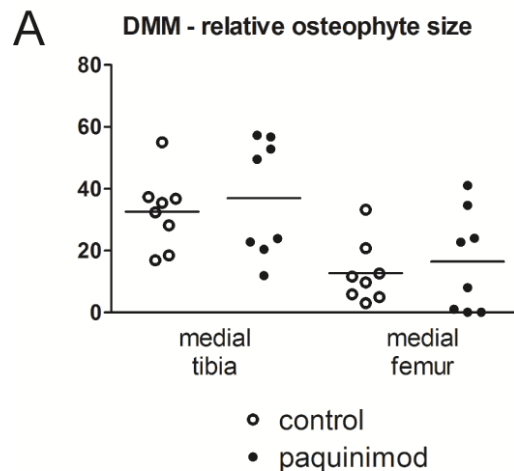 A
DMM - relative osteophyte size
80
60
40
20
0
medial
tibia
medial
femur
control
paquinimod